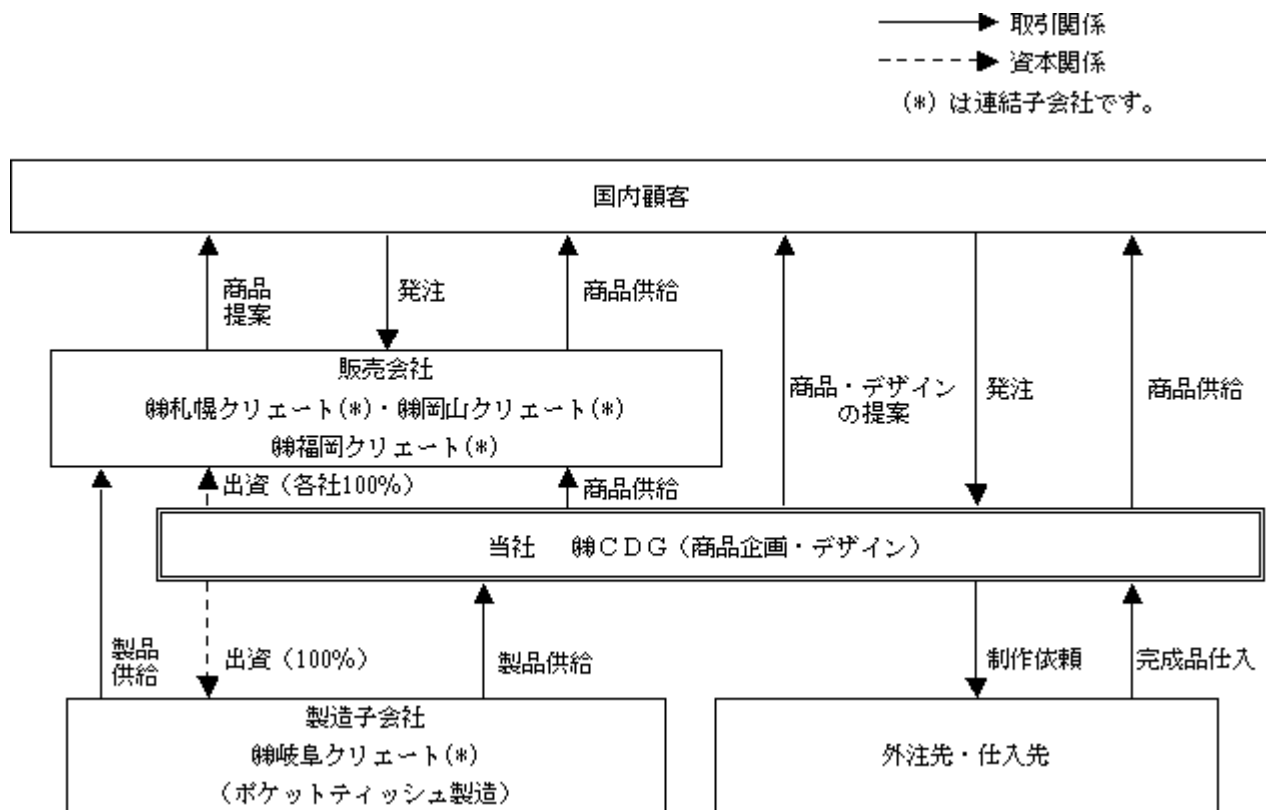 取引関係
資本関係
(*)は連結子会社です。
国内顧客
商品
提案
発注
商品供給
商品・デザイン
の提案
発注
商品供給
販売会社
㈱札幌クリエート(*)・㈱岡山クリエート(*)
㈱福岡クリエート(*)
出資（各社100%）
商品供給
当社　㈱ＣＤＧ（商品企画・デザイン）
製品
供給
出資（100%）
製品供給
制作依頼
完成品仕入
製造子会社
㈱岐阜クリエート(*)
（ポケットティッシュ製造）
外注先・仕入先